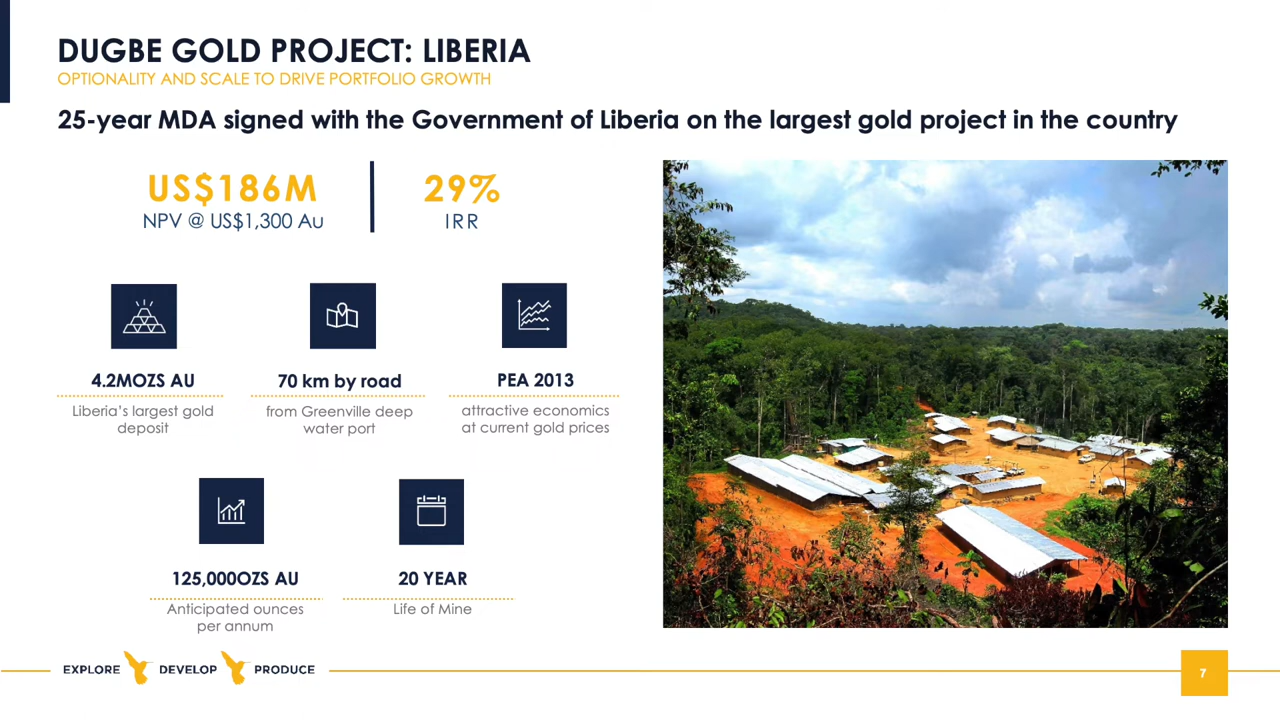 DUGBE GOLD PROJECT: LIBERIA
OPTIONALITY AND SCALE TO DRIVE PORTFOLIO GROWTH
25-year MDA signed with the Government of Liberia on the largest gold project in the country
US$186M
NPV @ US$1,300 Au
29%
IRR
4.2MOZS AU
Liberia's largest gold
deposit
70 km by road
from Greenville deep
water port
PEA 2013
attractive economics
at current gold prices
125,000OZS AU
Anticipated ounces
per annum
20 YEAR
Life of Mine
EXPLORE DEVELOP PRODUCE
7